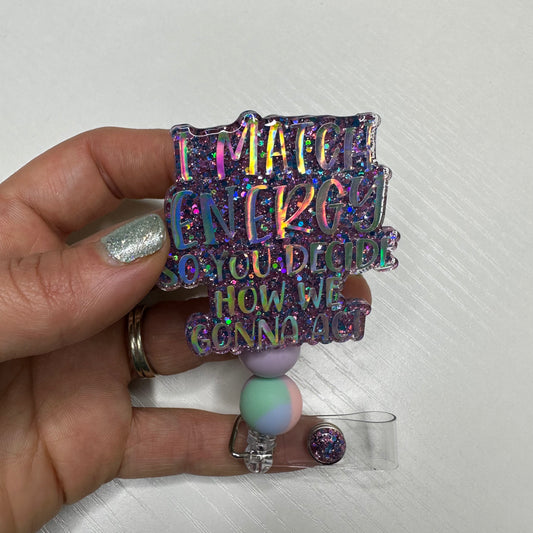 I MATCH
ENERGY
SO YOU DECIDE
HOW WE
GONNA ACT